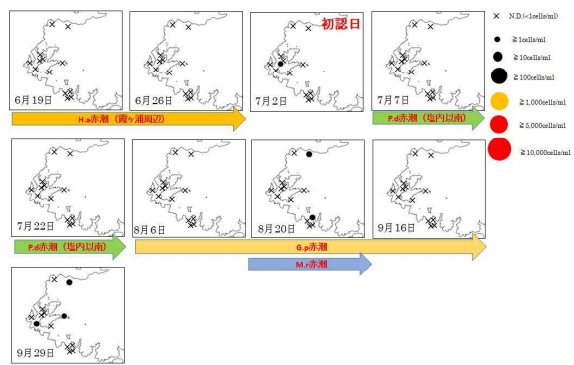 6月19日
6月26日
初認日
7月2日
7月7日
H.a赤潮（霞ヶ浦周辺）
P.d赤潮（塩内以南）
7月22日
8月6日
8月20日
9月16日
P.d赤潮（塩内以南）
G.p赤潮
M.r赤潮
9月29日
N.D.(<1cells/ml)
≧1cells/ml
≧10cells/ml
≧100cells/ml
≧1,000cells/ml
≧5,000cells/ml
≧10,000cells/ml